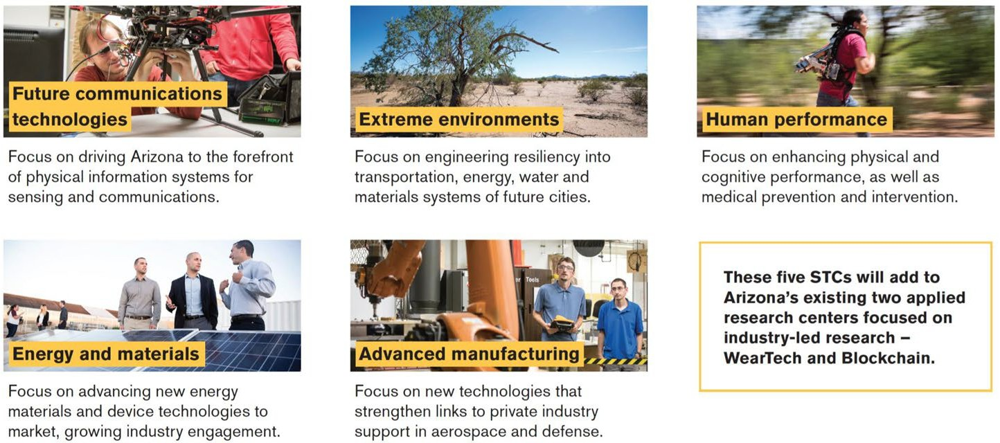 Future communications
technologies
Focus on driving Arizona to the forefront
of physical information systems for
sensing and communications.
Extreme environments
Focus on engineering resiliency into
transportation, energy, water and
materials systems of future cities.
Human performance
Focus on enhancing physical and
cognitive performance, as well as
medical prevention and intervention.
Energy and materials
Focus on advancing new energy
materials and device technologies to
market, growing industry engagement.
Tools
Advanced manufacturing
Focus on new technologies that
strengthen links to private industry
support in aerospace and defense.
These five STCs will add to
Arizona’s existing two applied
research centers focused on
industry-led research –
WearTech and Blockchain.